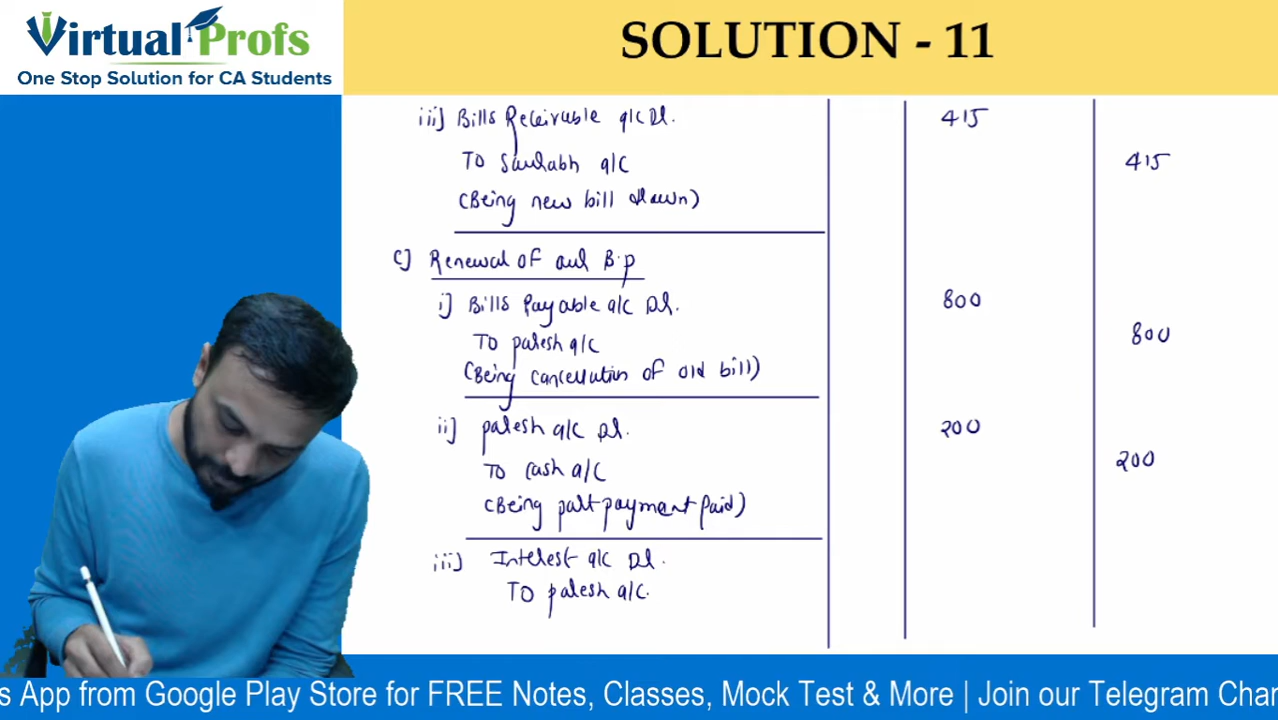 Virtual Profs
One Stop Solution for CA Students
SOLUTION - 11
iii] Bills Receivable a/c Dr. 415
To Saurabh a/c 415
(Being new bill drawn)
c] Renewal of our B.p
i] Bills Payable a/c Dr. 800
To palesh a/c 800
(Being cancellation of old bill)
ii] palesh a/c Dr. 200
To cash a/c 200
(Being part payment paid)
iii] Interest a/c Dr.
To palesh a/c.
s App from Google Play Store for FREE Notes, Classes, Mock Test & More | Join our Telegram Chan